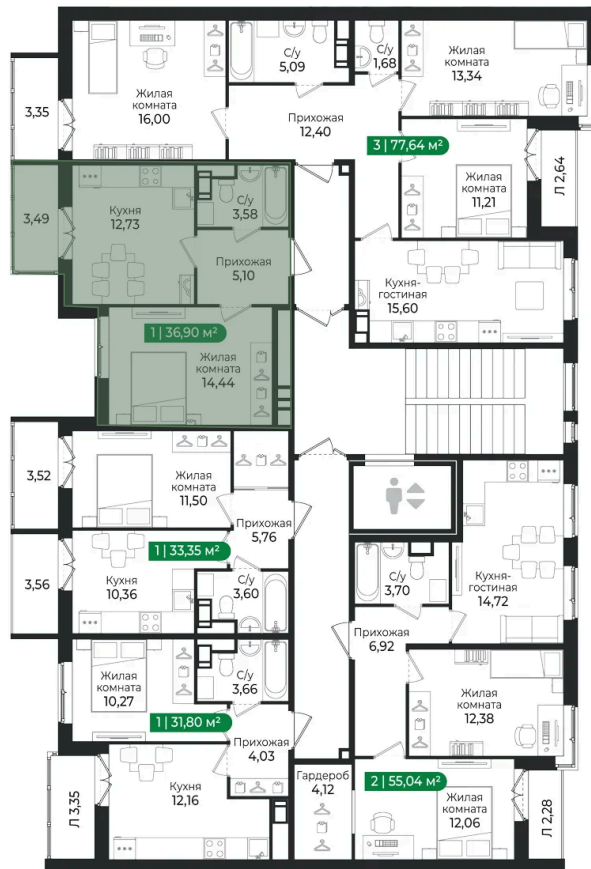 3,35
Жилая
комната
16,00
С/у
5,09
С/у
1,68
Жилая
комната
13,34
Прихожая
12,40
3 | 77,64 м²
Жилая
комната
11,21
Л 2,64
3,49
Кухня
12,73
С/у
3,58
Прихожая
5,10
Кухня-
гостиная
15,60
1 | 36,90 м²
Жилая
комната
14,44
3,52
Жилая
комната
11,50
Прихожая
5,76
1 | 33,35 м²
3,56
Кухня
10,36
С/у
3,60
С/у
3,70
Кухня-
гостиная
14,72
Прихожая
6,92
Жилая
комната
10,27
С/у
3,66
1 | 31,80 м²
Прихожая
4,03
Жилая
комната
12,38
Л 3,35
Кухня
12,16
Гардероб
4,12
2 | 55,04 м²
Жилая
комната
12,06
Л 2,28